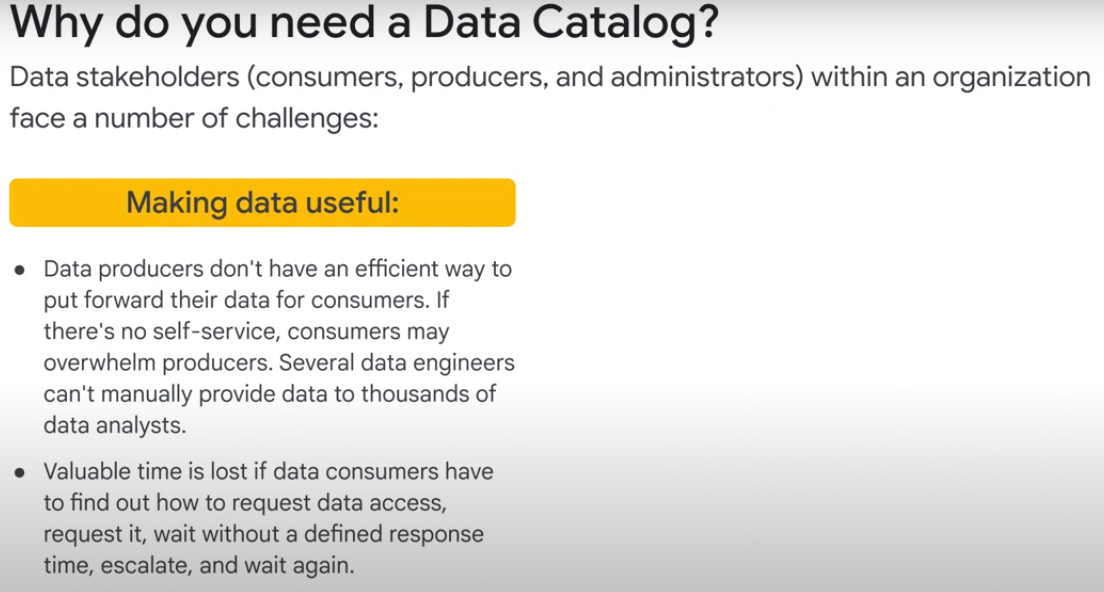 Why do you need a Data Catalog?
Data stakeholders (consumers, producers, and administrators) within an organization
face a number of challenges:
Making data useful:
● Data producers don't have an efficient way to
put forward their data for consumers. If
there's no self-service, consumers may
overwhelm producers. Several data engineers
can't manually provide data to thousands of
data analysts.
● Valuable time is lost if data consumers have
to find out how to request data access,
request it, wait without a defined response
time, escalate, and wait again.